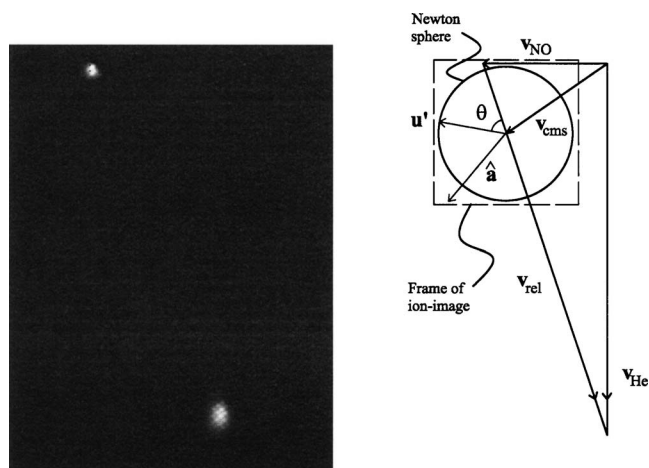 Newton
sphere
v_NO
θ
u'
v_cms
â
v_rel
Frame of
ion-image
v_He